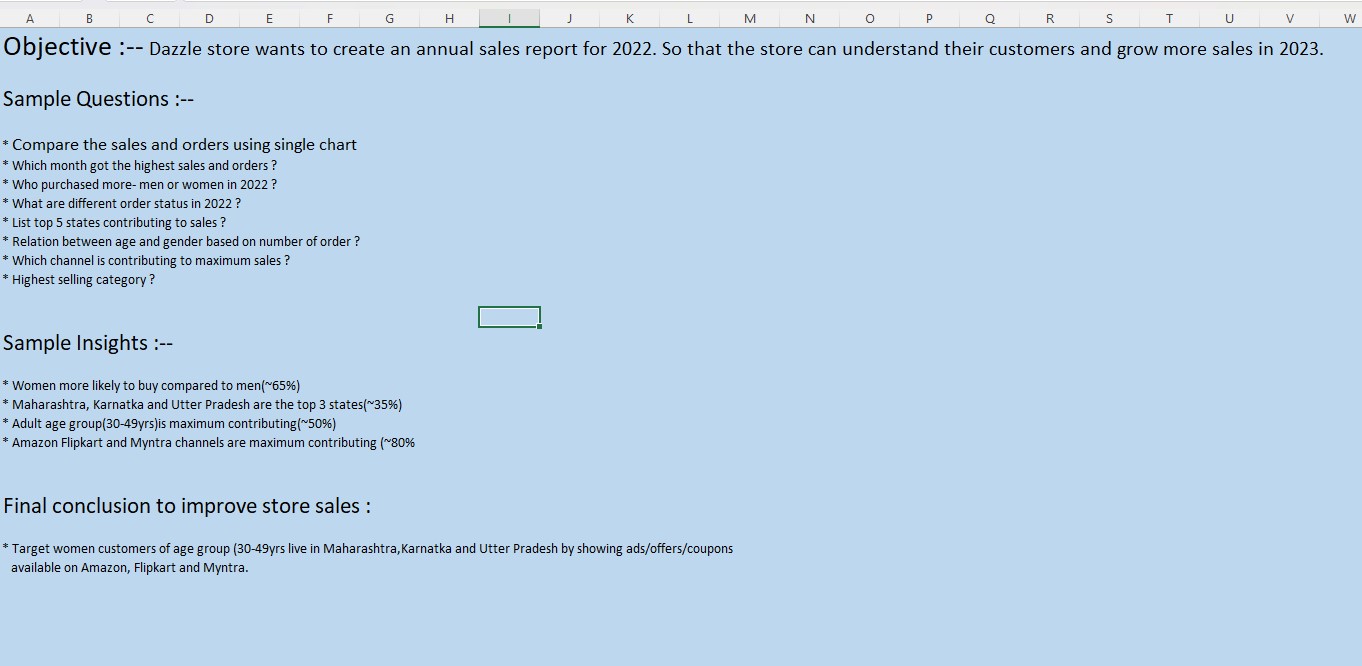 A B C D E F G H I J K L M N O P Q R S T U V W
Objective :-- Dazzle store wants to create an annual sales report for 2022. So that the store can understand their customers and grow more sales in 2023.
Sample Questions :--
* Compare the sales and orders using single chart
* Which month got the highest sales and orders ?
* Who purchased more- men or women in 2022 ?
* What are different order status in 2022 ?
* List top 5 states contributing to sales ?
* Relation between age and gender based on number of order ?
* Which channel is contributing to maximum sales ?
* Highest selling category ?
Sample Insights :--
* Women more likely to buy compared to men(~65%)
* Maharashtra, Karnatka and Utter Pradesh are the top 3 states(~35%)
* Adult age group(30-49yrs)is maximum contributing(~50%)
* Amazon Flipkart and Myntra channels are maximum contributing (~80%
Final conclusion to improve store sales :
* Target women customers of age group (30-49yrs live in Maharashtra,Karnatka and Utter Pradesh by showing ads/offers/coupons
available on Amazon, Flipkart and Myntra.